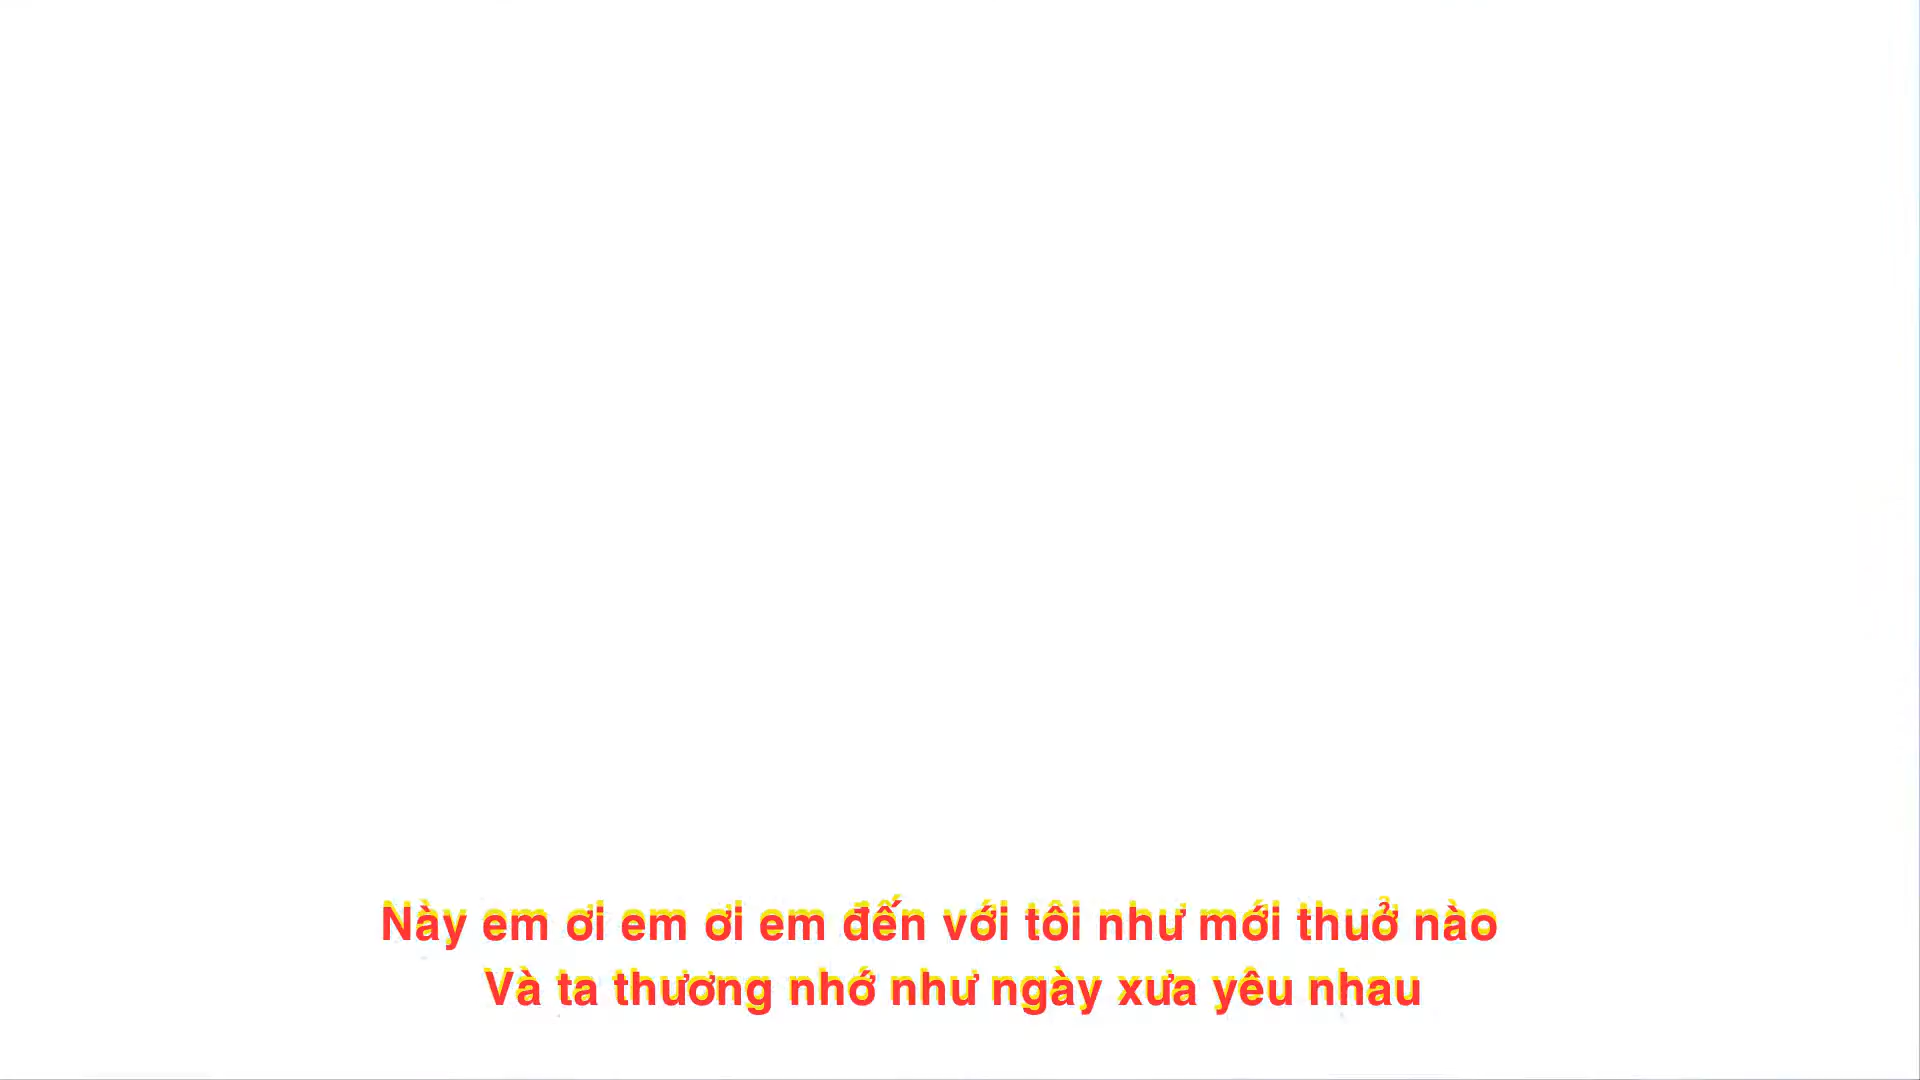 Này em ơi em ơi em đến với tôi như mới thuở nào
Và ta thương nhớ như ngày xưa yêu nhau